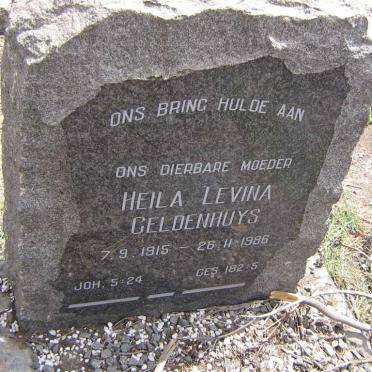 ONS BRING HULDE AAN
ONS DIERBARE MOEDER
HEILA LEVINA
GELDENHUYS
7.9.1915 – 26.11.1986
JOH. 5:24 GES. 182:5